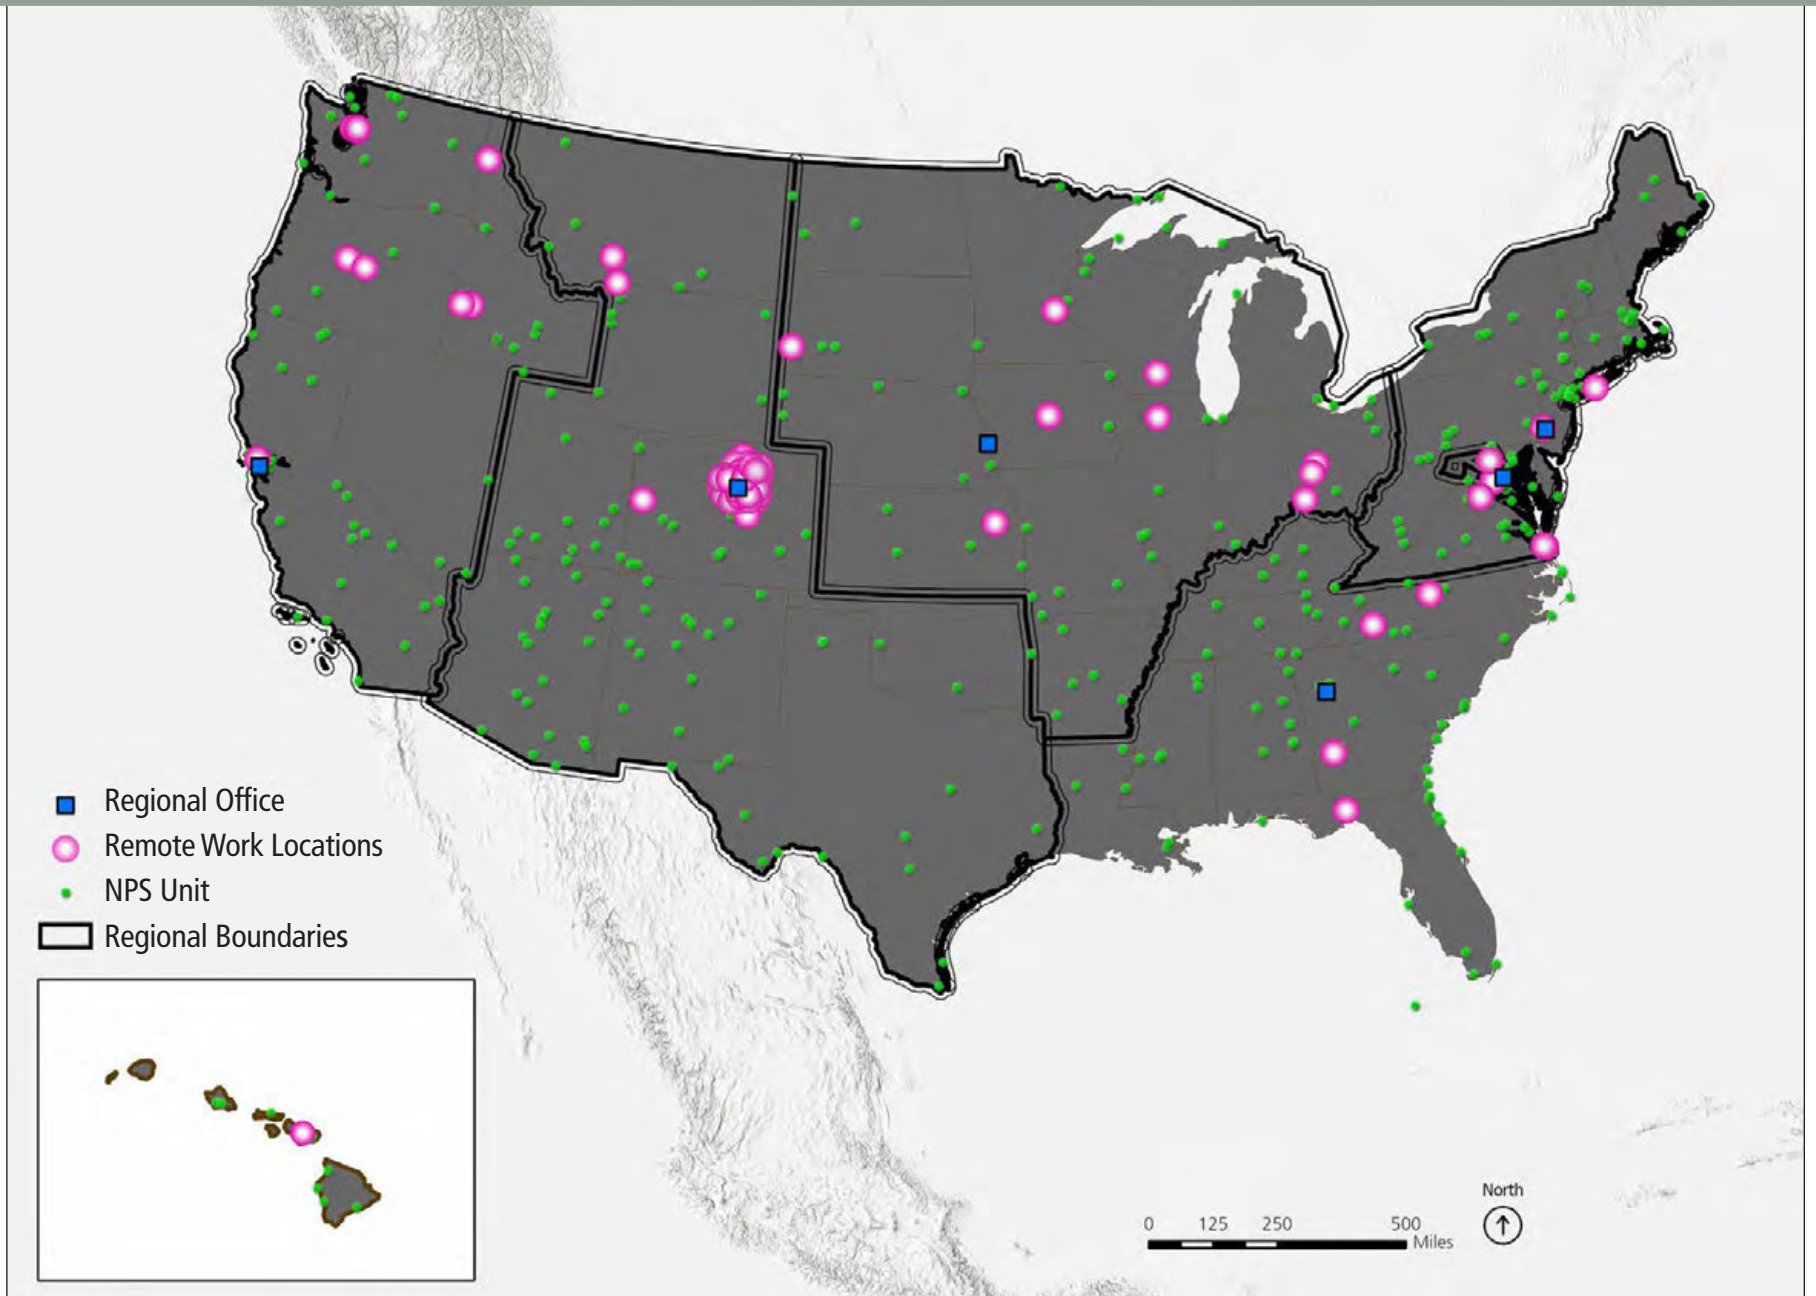 Regional Office
Remote Work Locations
NPS Unit
Regional Boundaries
North
0 125 250 500
Miles